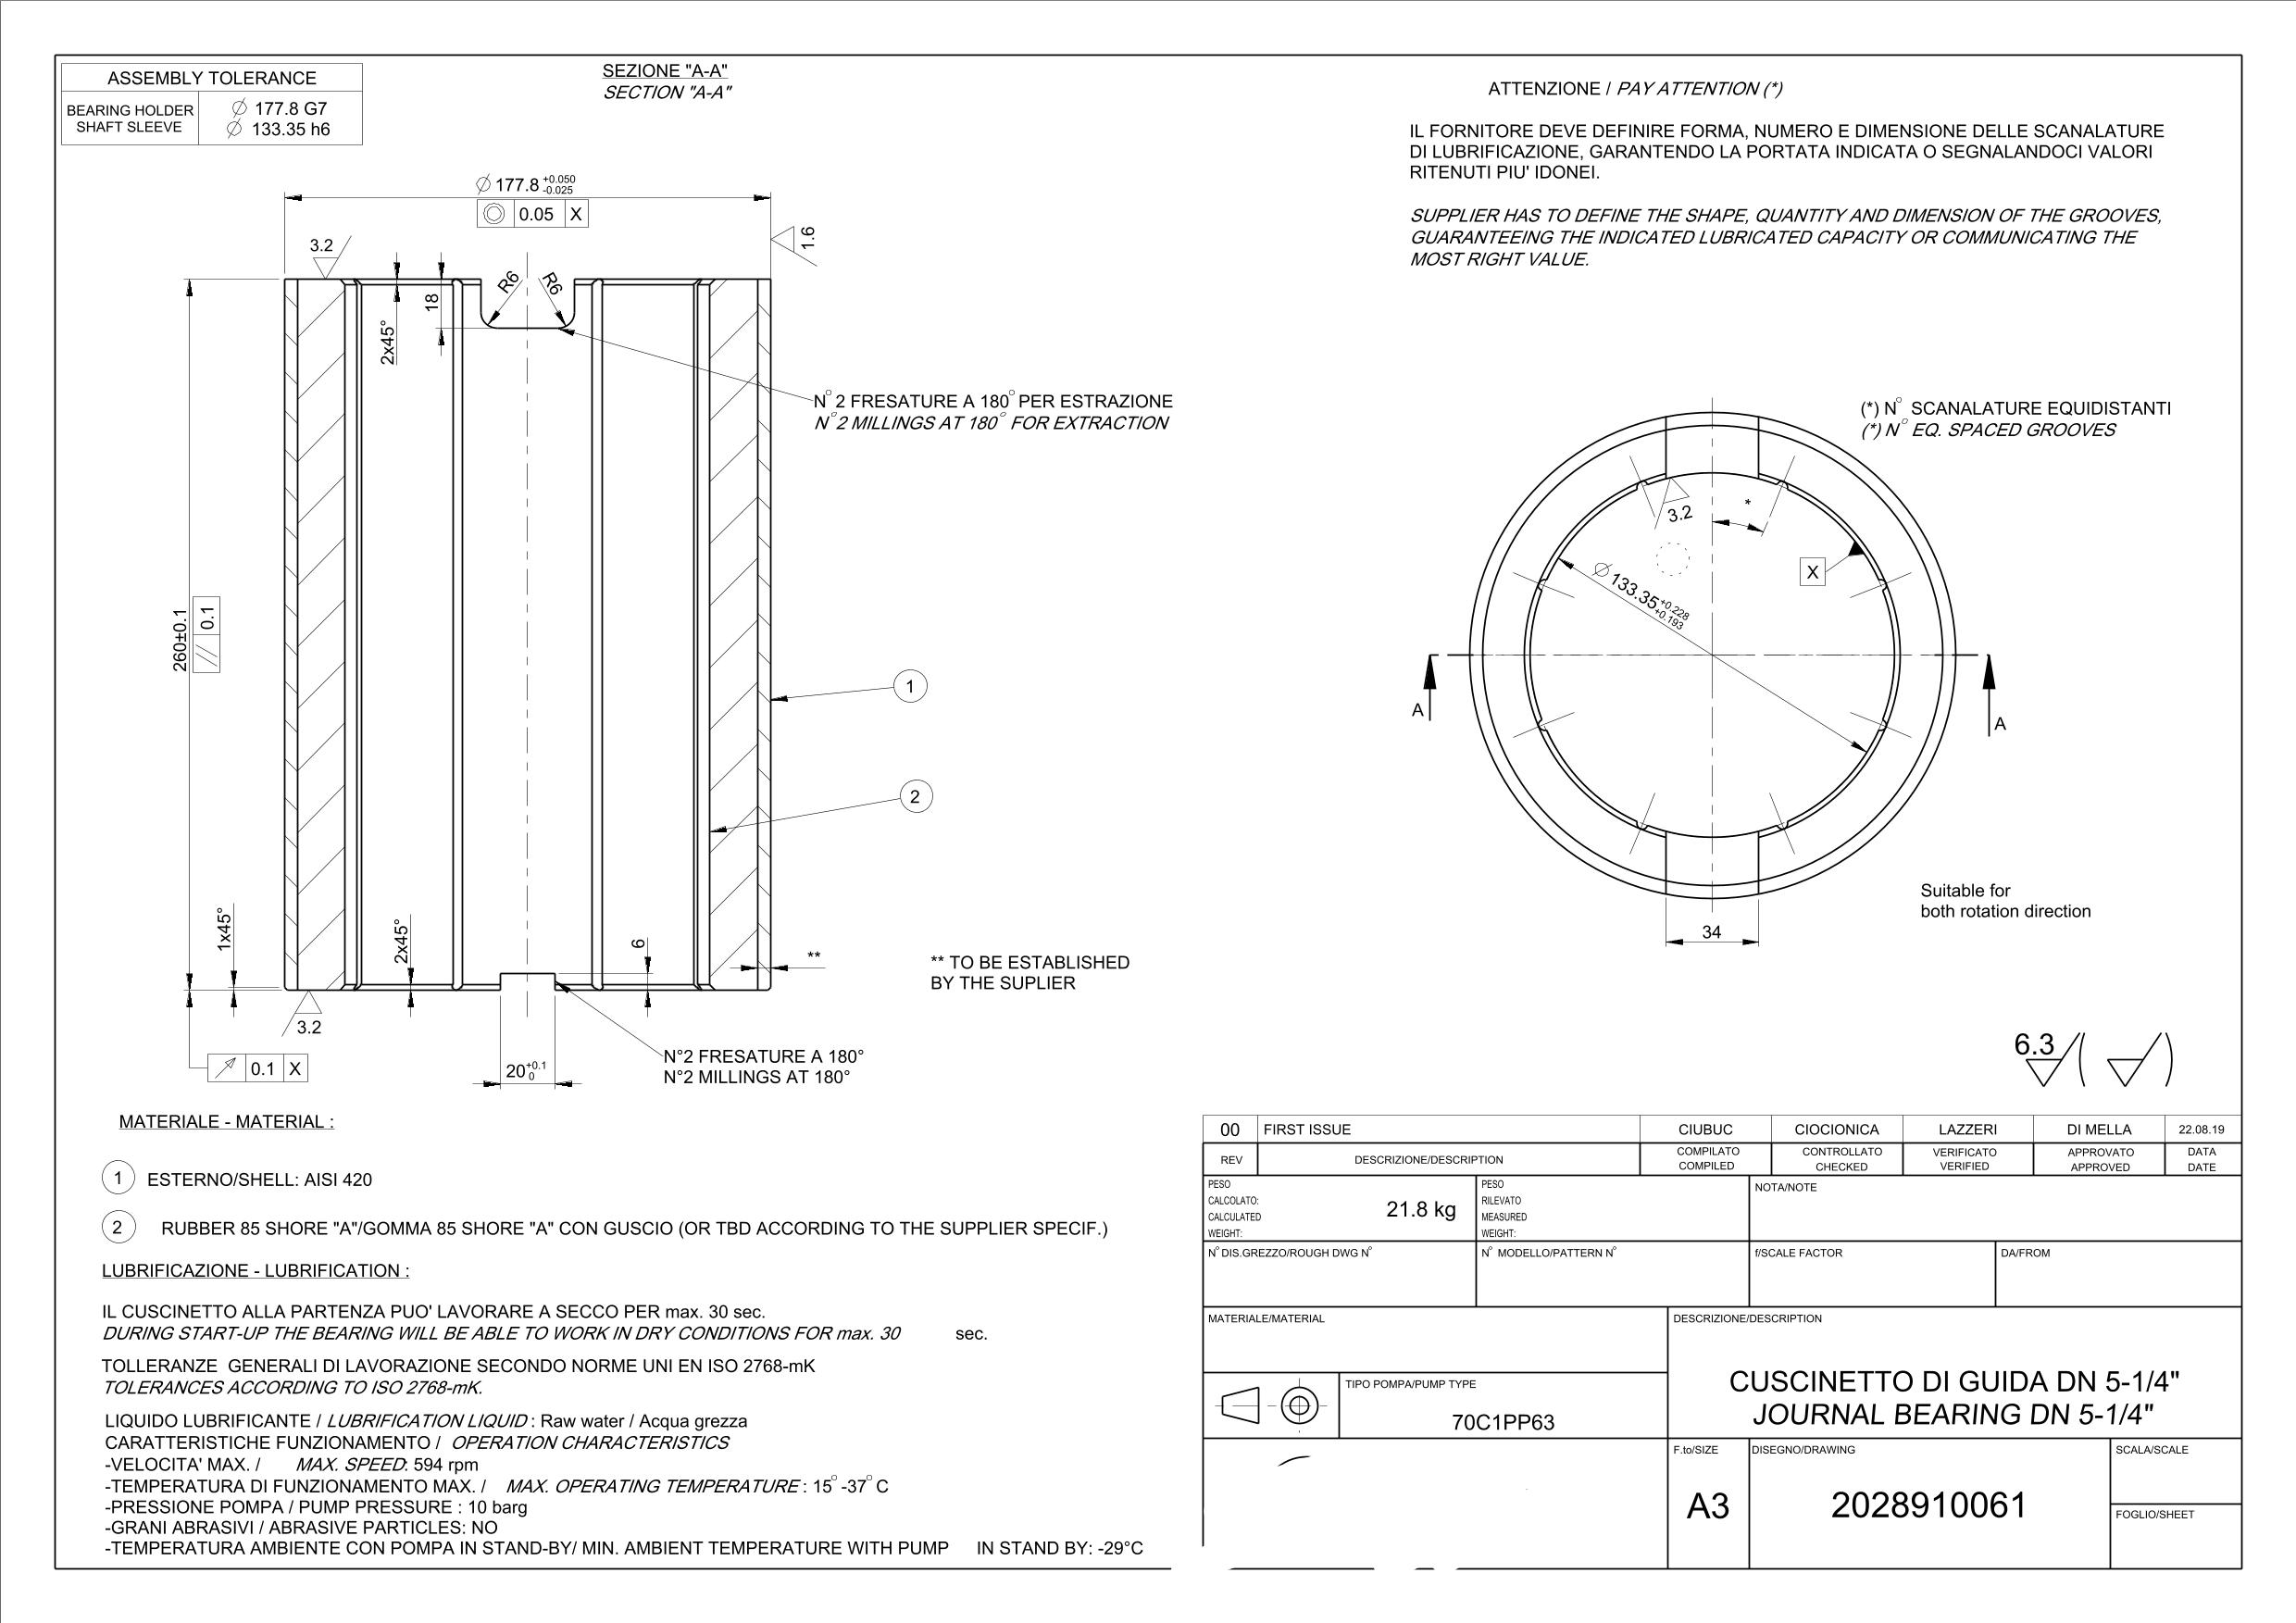 ASSEMBLY TOLERANCE
BEARING HOLDER
SHAFT SLEEVE
∅ 177.8 G7
∅ 133.35 h6
SEZIONE "A-A"
SECTION "A-A"
ATTENZIONE / PAY ATTENTION (*)
IL FORNITORE DEVE DEFINIRE FORMA, NUMERO E DIMENSIONE DELLE SCANALATURE
DI LUBRIFICAZIONE, GARANTENDO LA PORTATA INDICATA O SEGNALANDOCI VALORI
RITENUTI PIU' IDONEI.
SUPPLIER HAS TO DEFINE THE SHAPE, QUANTITY AND DIMENSION OF THE GROOVES,
GUARANTEEING THE INDICATED LUBRICATED CAPACITY OR COMMUNICATING THE
MOST RIGHT VALUE.
∅ 177.8 +0.050 -0.025
0.05 X
3.2
1.6
R6
R6
18
2x45°
N° 2 FRESATURE A 180° PER ESTRAZIONE
N° 2 MILLINGS AT 180° FOR EXTRACTION
260±0.1
0.1
1
2
1x45°
2x45°
6
**
** TO BE ESTABLISHED
BY THE SUPLIER
3.2
0.1 X
20 +0.1 0
N°2 FRESATURE A 180°
N°2 MILLINGS AT 180°
(*) N° SCANALATURE EQUIDISTANTI
(*) N° EQ. SPACED GROOVES
3.2
*
X
∅ 133.35 +0.228 +0.193
A
A
34
Suitable for
both rotation direction
6.3
MATERIALE - MATERIAL :
1 ESTERNO/SHELL: AISI 420
2 RUBBER 85 SHORE "A"/GOMMA 85 SHORE "A" CON GUSCIO (OR TBD ACCORDING TO THE SUPPLIER SPECIF.)
LUBRIFICAZIONE - LUBRIFICATION :
IL CUSCINETTO ALLA PARTENZA PUO' LAVORARE A SECCO PER max. 30 sec.
DURING START-UP THE BEARING WILL BE ABLE TO WORK IN DRY CONDITIONS FOR max. 30 sec.
TOLLERANZE GENERALI DI LAVORAZIONE SECONDO NORME UNI EN ISO 2768-mK
TOLERANCES ACCORDING TO ISO 2768-mK.
LIQUIDO LUBRIFICANTE / LUBRIFICATION LIQUID : Raw water / Acqua grezza
CARATTERISTICHE FUNZIONAMENTO / OPERATION CHARACTERISTICS
-VELOCITA' MAX. / MAX. SPEED: 594 rpm
-TEMPERATURA DI FUNZIONAMENTO MAX. / MAX. OPERATING TEMPERATURE : 15°-37° C
-PRESSIONE POMPA / PUMP PRESSURE : 10 barg
-GRANI ABRASIVI / ABRASIVE PARTICLES: NO
-TEMPERATURA AMBIENTE CON POMPA IN STAND-BY/ MIN. AMBIENT TEMPERATURE WITH PUMP IN STAND BY: -29°C
00 FIRST ISSUE CIUBUC CIOCIONICA LAZZERI DI MELLA 22.08.19
REV DESCRIZIONE/DESCRIPTION
COMPILATO
COMPILED
CONTROLLATO
CHECKED
VERIFICATO
VERIFIED
APPROVATO
APPROVED
DATA
DATE
PESO
CALCOLATO:
CALCULATED
WEIGHT:
21.8 kg
PESO
RILEVATO
MEASURED
WEIGHT:
NOTA/NOTE
N° DIS.GREZZO/ROUGH DWG N°
N° MODELLO/PATTERN N°
f/SCALE FACTOR
DA/FROM
MATERIALE/MATERIAL
DESCRIZIONE/DESCRIPTION
CUSCINETTO DI GUIDA DN 5-1/4"
JOURNAL BEARING DN 5-1/4"
TIPO POMPA/PUMP TYPE
70C1PP63
F.to/SIZE
A3
DISEGNO/DRAWING
2028910061
SCALA/SCALE
FOGLIO/SHEET